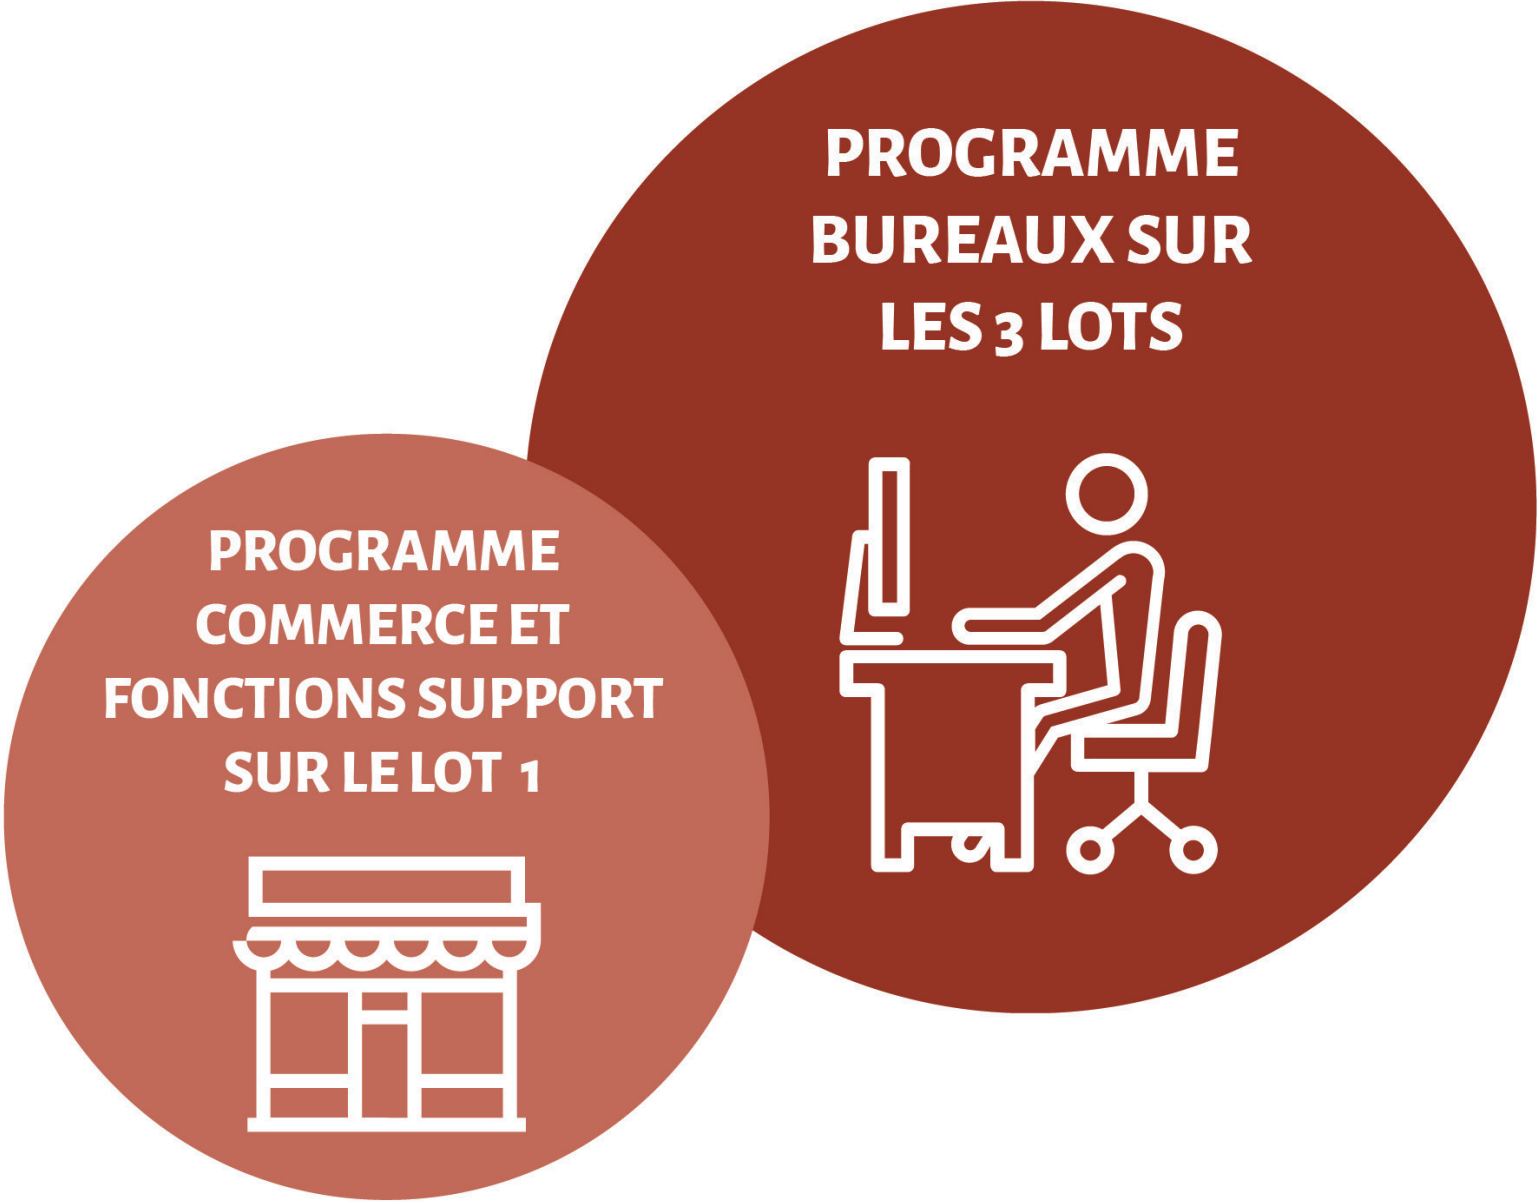 PROGRAMME
BUREAUX SUR
LES 3 LOTS
PROGRAMME
COMMERCE ET
FONCTIONS SUPPORT
SUR LE LOT 1